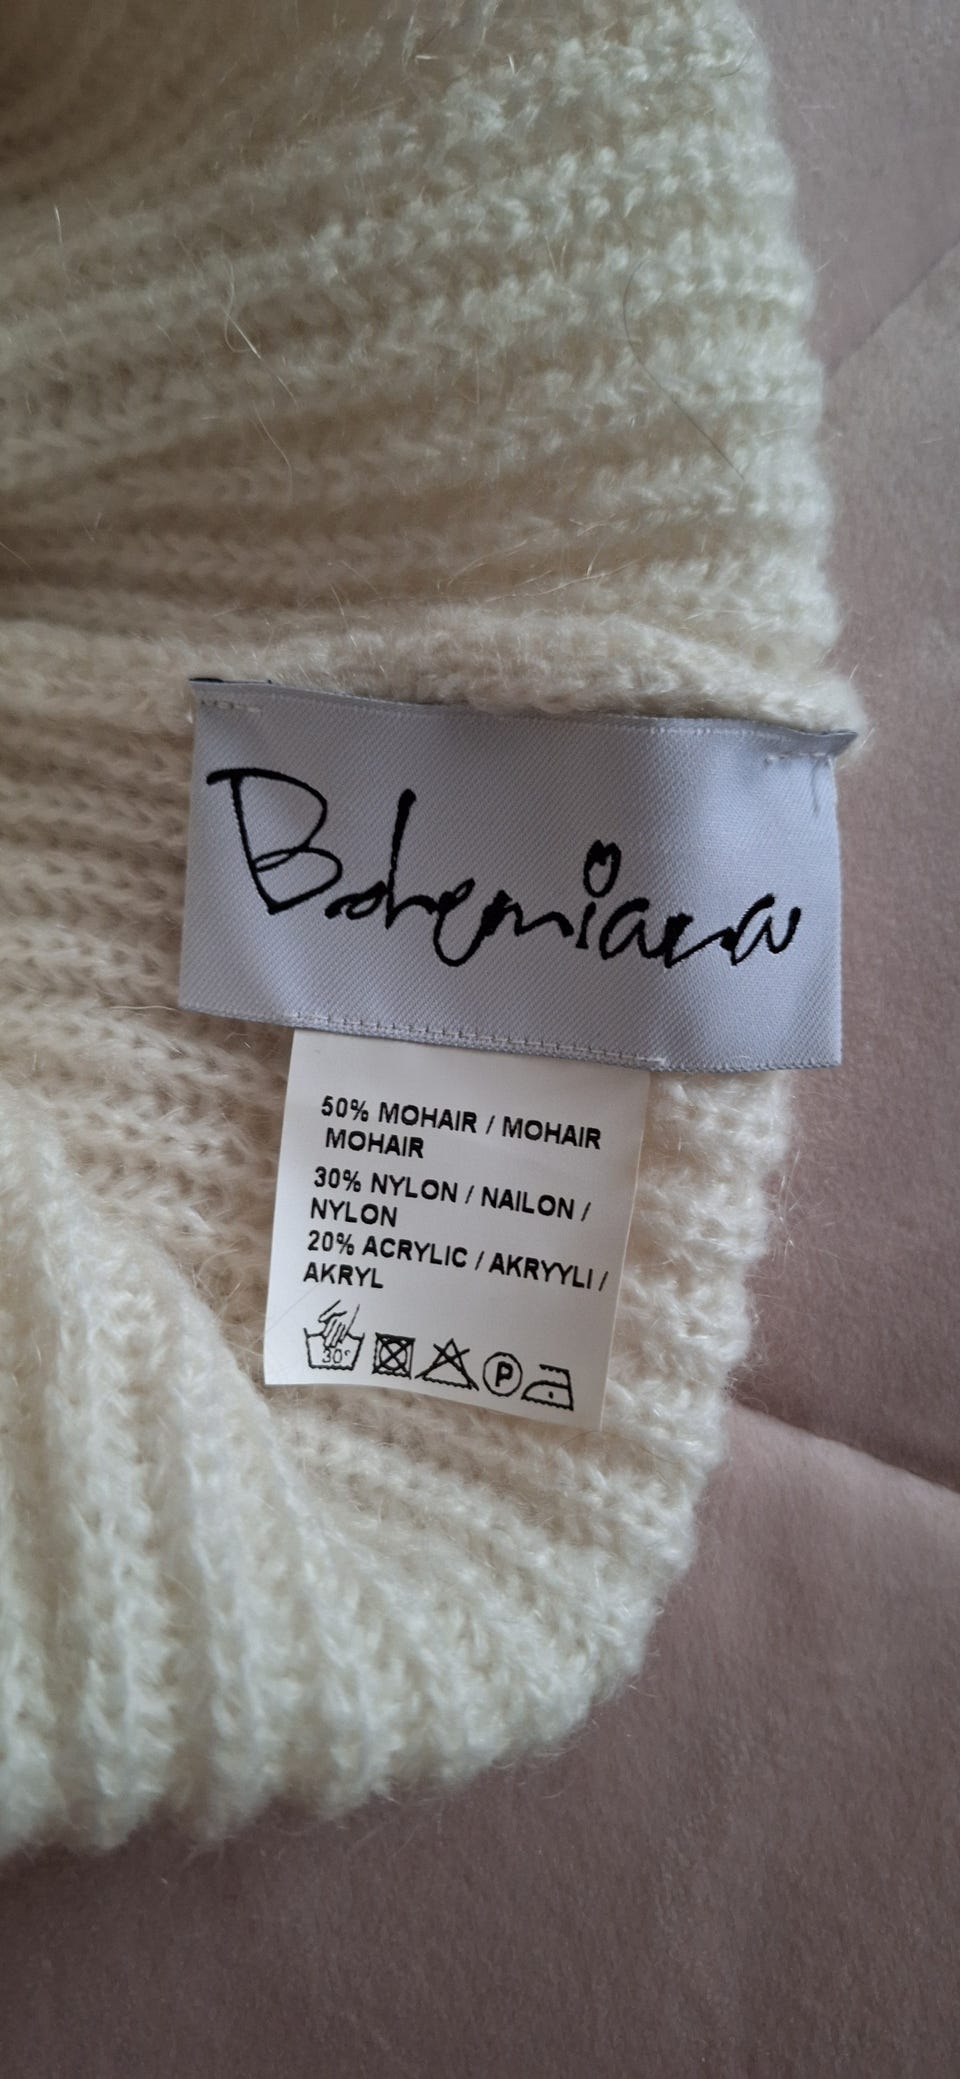 Bohemiana
50% MOHAIR / MOHAIR
MOHAIR
30% NYLON / NAILON /
NYLON
20% ACRYLIC / AKRYYLI /
AKRYL
30°
P